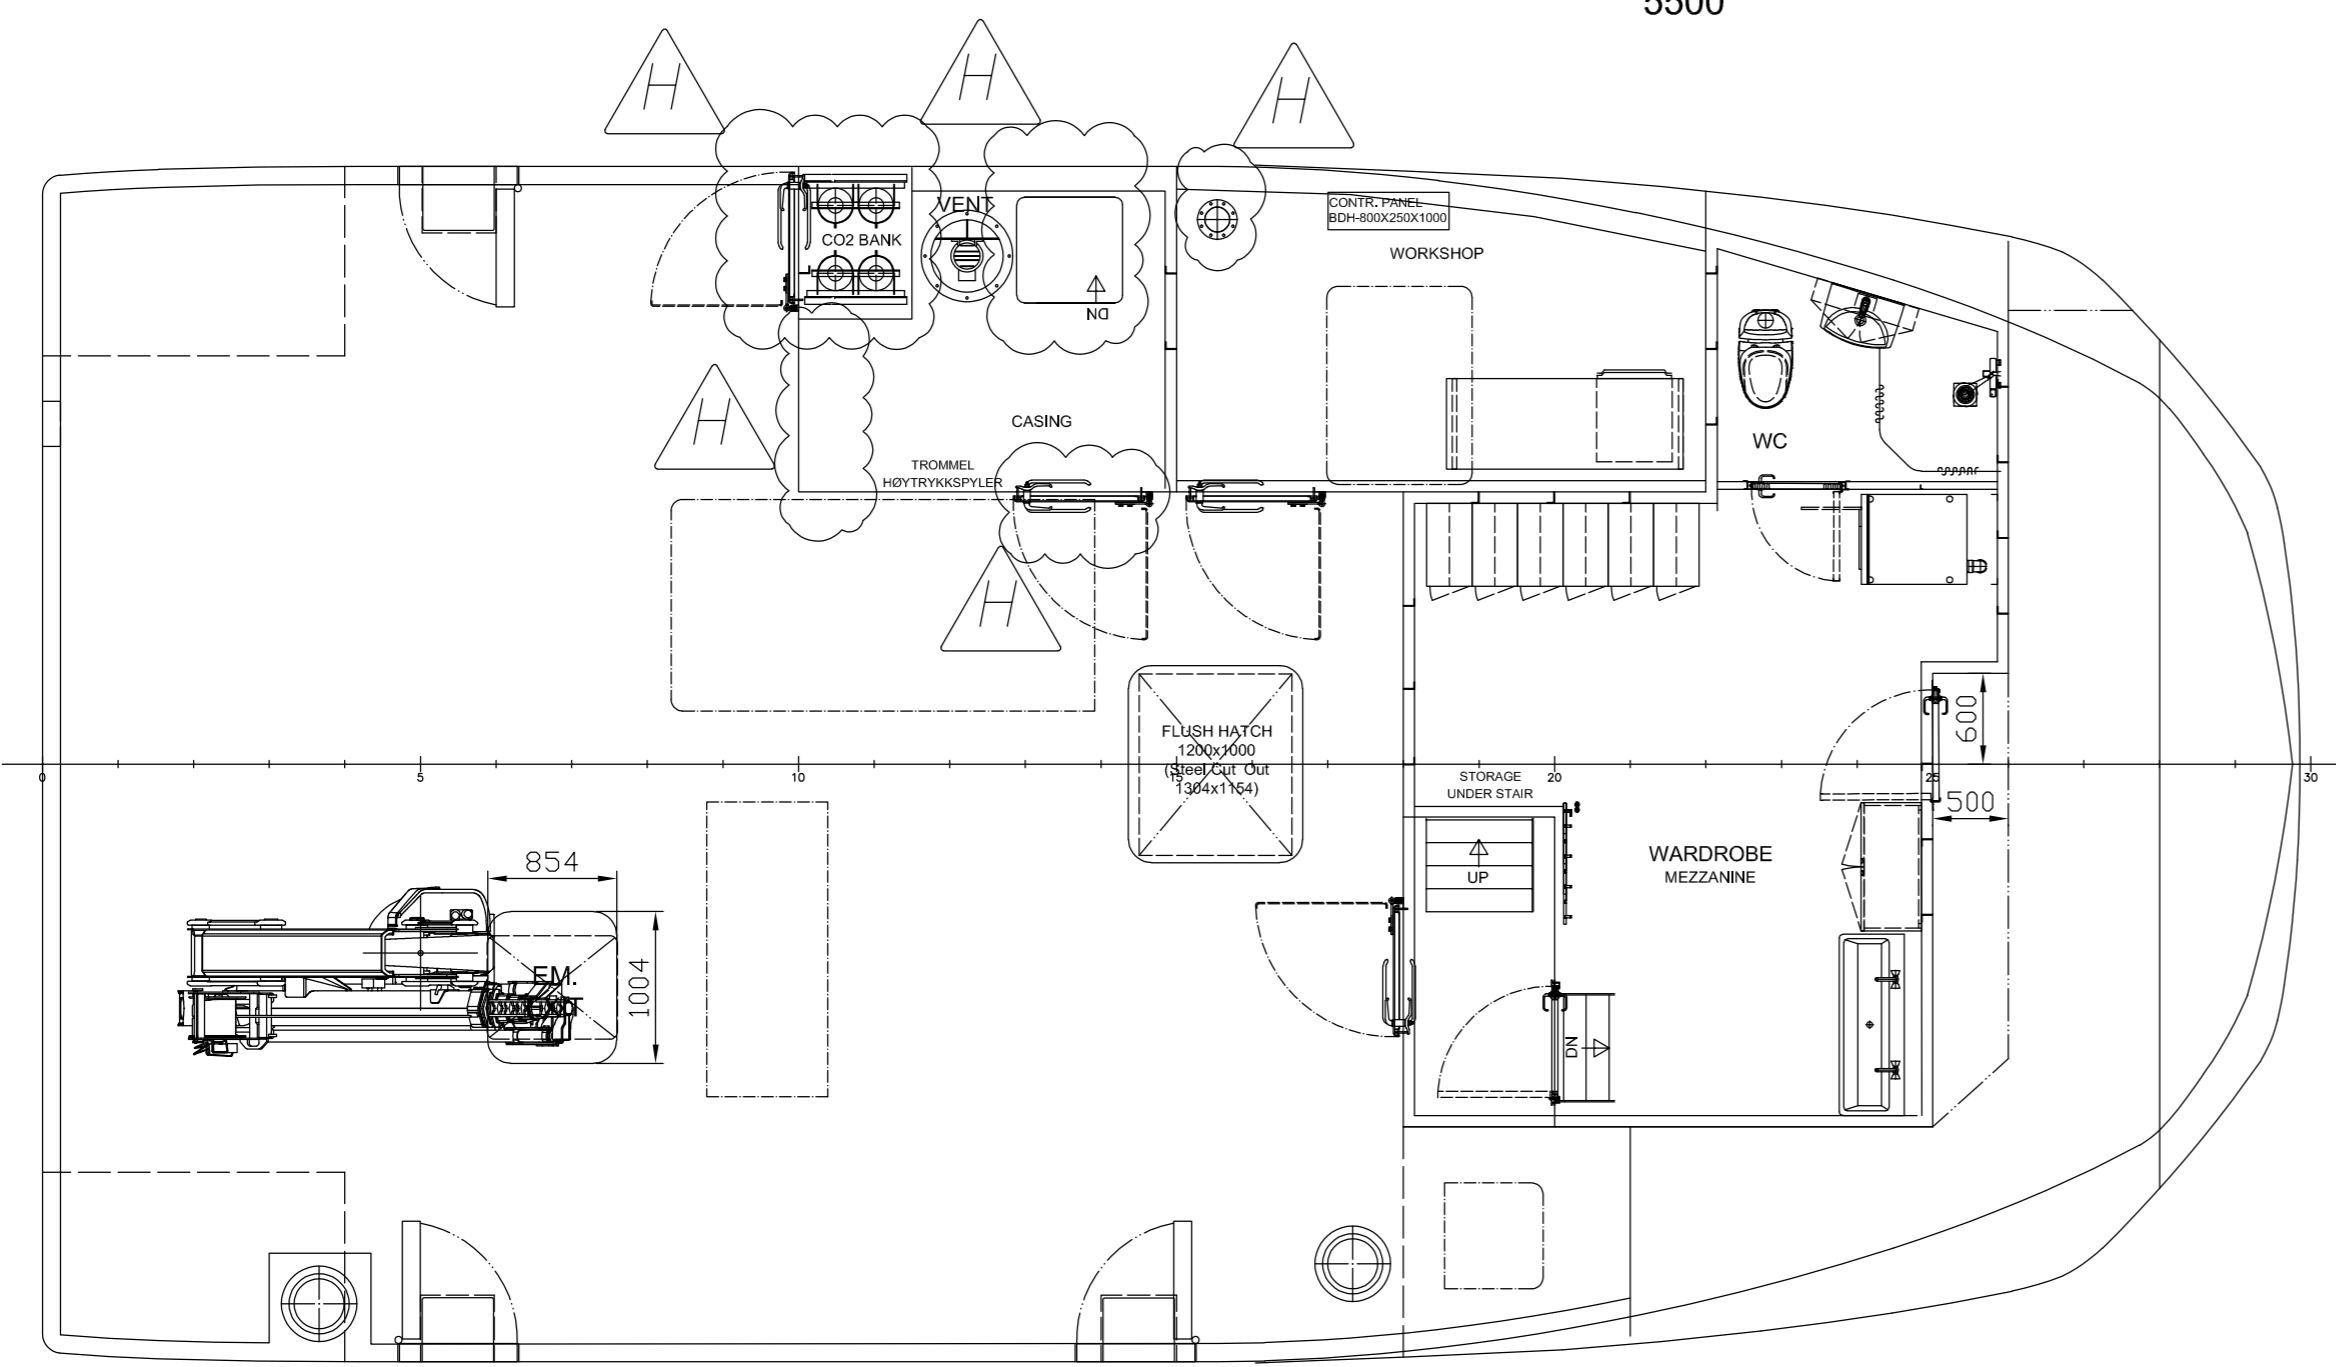 5500
H
H
H
VENT
CO2 BANK
DN
CONTR. PANEL
BDH-800X250X1000
WORKSHOP
H
CASING
WC
TROMMEL
HØYTRYKKSPYLER
H
FLUSH HATCH
1200x1000
(Steel Cut Out
1304x1154)
600
0
5
10
15
20
25
30
STORAGE
UNDER STAIR
500
UP
WARDROBE
MEZZANINE
854
EM.
1004
DN